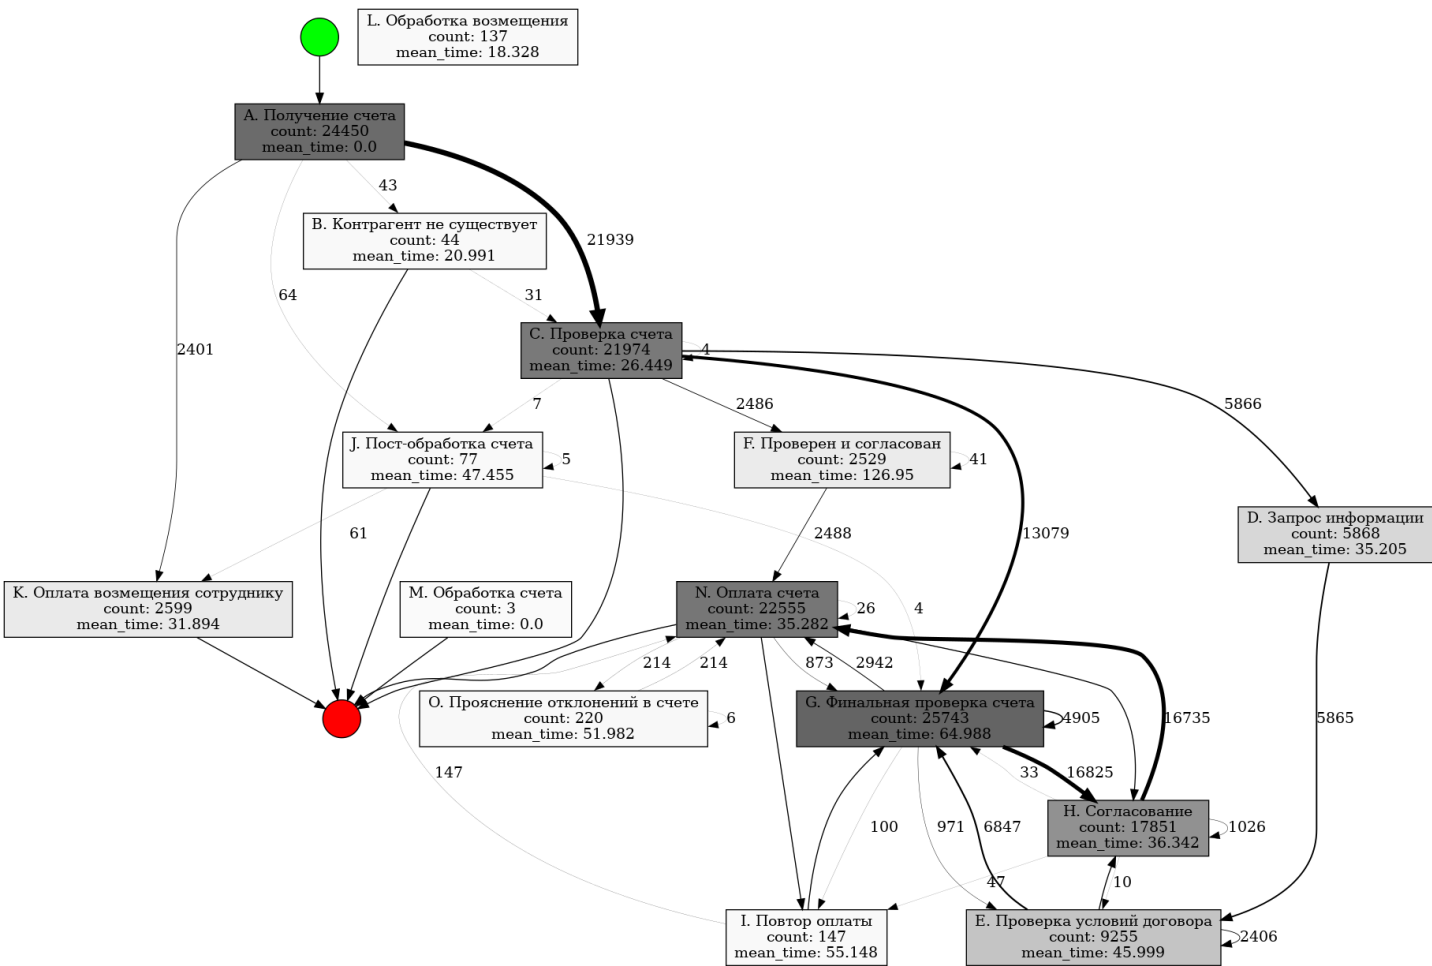 L. Обработка возмещения
count: 137
mean_time: 18.328
A. Получение счета
count: 24450
mean_time: 0.0
43
B. Контрагент не существует
count: 44
mean_time: 20.991
21939
64
31
2401
C. Проверка счета
count: 21974
mean_time: 26.449
4
7
2486
5866
J. Пост-обработка счета
count: 77
mean_time: 47.455
5
F. Проверен и согласован
count: 2529
mean_time: 126.95
41
D. Запрос информации
count: 5868
mean_time: 35.205
61
2488
13079
K. Оплата возмещения сотруднику
count: 2599
mean_time: 31.894
M. Обработка счета
count: 3
mean_time: 0.0
N. Оплата счета
count: 22555
mean_time: 35.282
26
4
214
214
873
2942
O. Прояснение отклонений в счете
count: 220
mean_time: 51.982
6
G. Финальная проверка счета
count: 25743
mean_time: 64.988
4905
16735
5865
147
33
16825
H. Согласование
count: 17851
mean_time: 36.342
1026
100
971
6847
47
10
I. Повтор оплаты
count: 147
mean_time: 55.148
E. Проверка условий договора
count: 9255
mean_time: 45.999
2406